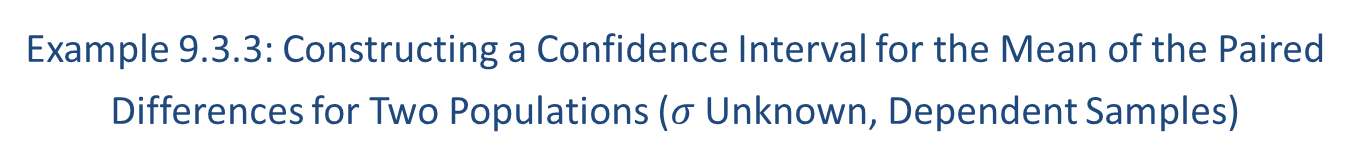 Example 9.3.3: Constructing a Confidence Interval for the Mean of the Paired
Differences for Two Populations (σ Unknown, Dependent Samples)